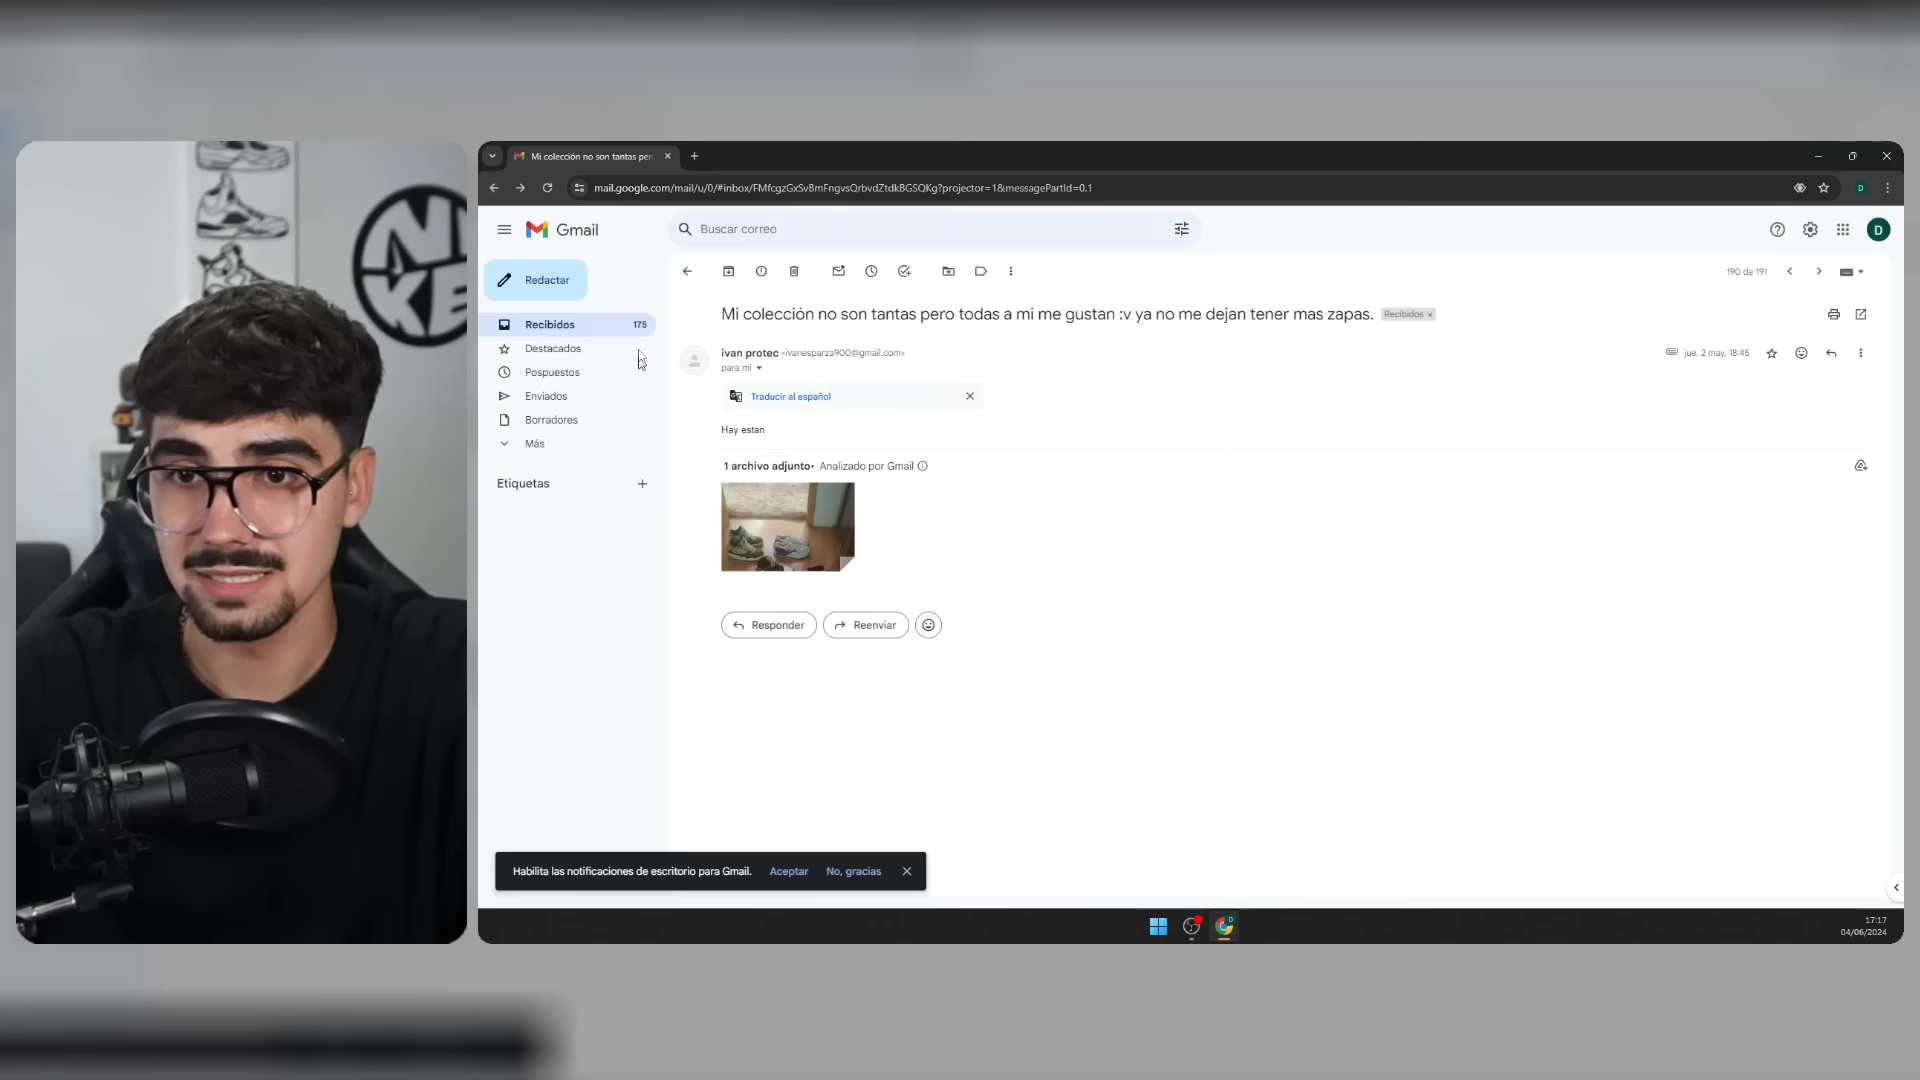 NI
KE
Mi colección no son tantas per
mail.google.com/mail/u/0/#inbox/FMfcgzGxSvBmFngvsQrbvdZtdkBGSQKg?projector=1&messagePartId=0.1
D
Gmail
Buscar correo
D
Redactar
190 de 191
Recibidos 175
Destacados
Pospuestos
Enviados
Borradores
Más
Etiquetas
Mi colección no son tantas pero todas a mi me gustan :v ya no me dejan tener mas zapas. Recibidos ×
ivan protec <ivanesparza900@gmail.com>
jue, 2 may, 18:45
para mí
Traducir al español
Hay estan
1 archivo adjunto • Analizado por Gmail
Responder
Reenviar
Habilita las notificaciones de escritorio para Gmail. Aceptar No, gracias
D
17:17
04/06/2024